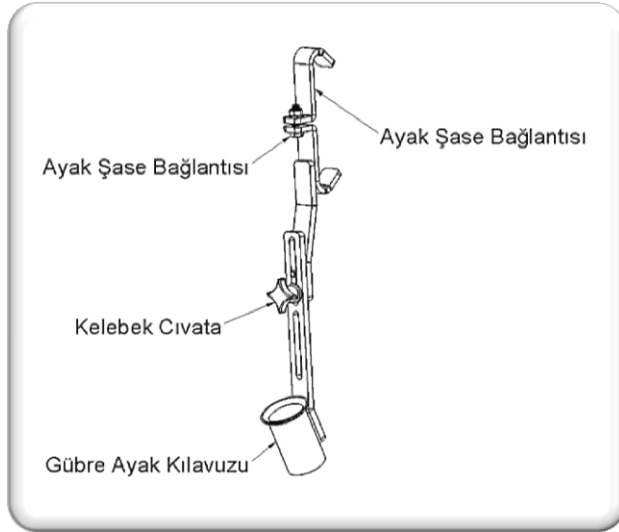 Ayak Şase Bağlantısı
Ayak Şase Bağlantısı
Kelebek Cıvata
Gübre Ayak Kılavuzu